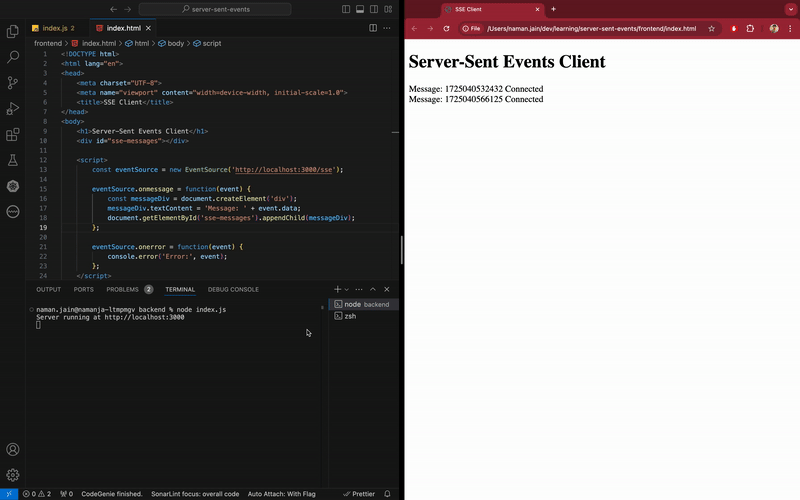 server-sent-events
index.js 2
index.html
frontend > index.html > html > body > script
1 <!DOCTYPE html>
2 <html lang="en">
3 <head>
4 <meta charset="UTF-8">
5 <meta name="viewport" content="width=device-width, initial-scale=1.0">
6 <title>SSE Client</title>
7 </head>
8 <body>
9 <h1>Server-Sent Events Client</h1>
10 <div id="sse-messages"></div>
11
12 <script>
13 const eventSource = new EventSource('http://localhost:3000/sse');
14
15 eventSource.onmessage = function(event) {
16 const messageDiv = document.createElement('div');
17 messageDiv.textContent = 'Message: ' + event.data;
18 document.getElementById('sse-messages').appendChild(messageDiv);
19 };
20
21 eventSource.onerror = function(event) {
22 console.error('Error:', event);
23 };
24 </script>
OUTPUT PORTS PROBLEMS 2 TERMINAL DEBUG CONSOLE
naman.jain@namanja-ltmpmgv backend % node index.js
Server running at http://localhost:3000
node backend
zsh
0 2 0 CodeGenie finished. SonarLint focus: overall code Auto Attach: With Flag Prettier
SSE Client
File /Users/naman.jain/dev/learning/server-sent-events/frontend/index.html
Server-Sent Events Client
Message: 1725040532432 Connected
Message: 1725040566125 Connected